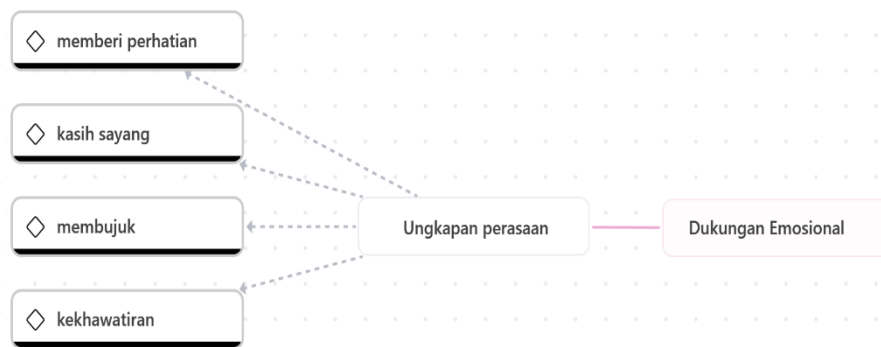 memberi perhatian
kasih sayang
membujuk
kekhawatiran
Ungkapan perasaan
Dukungan Emosional